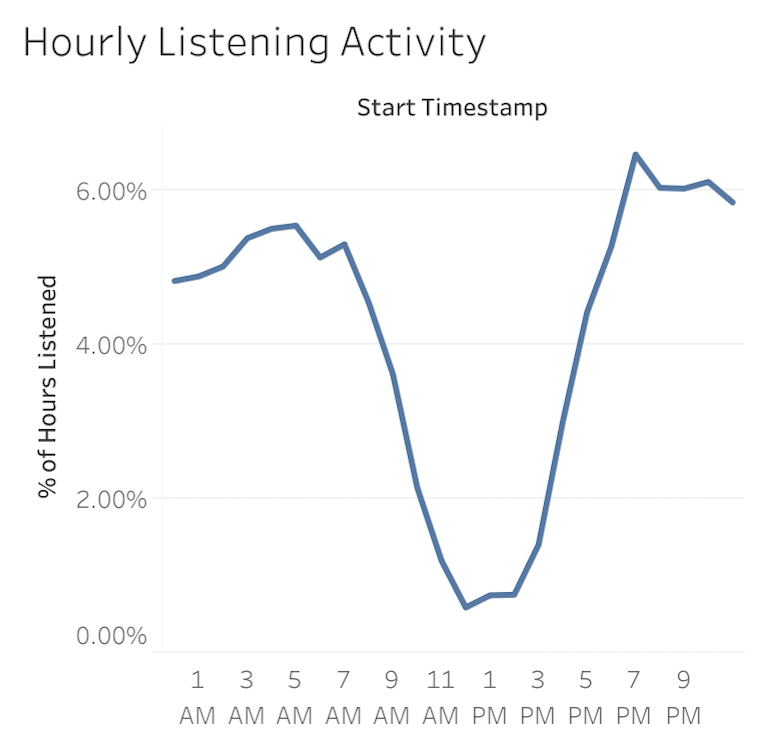 Hourly Listening Activity
Start Timestamp
% of Hours Listened
6.00%
4.00%
2.00%
0.00%
1 3 5 7 9 11 1 3 5 7 9
AM AM AM AM AM AM PM PM PM PM PM